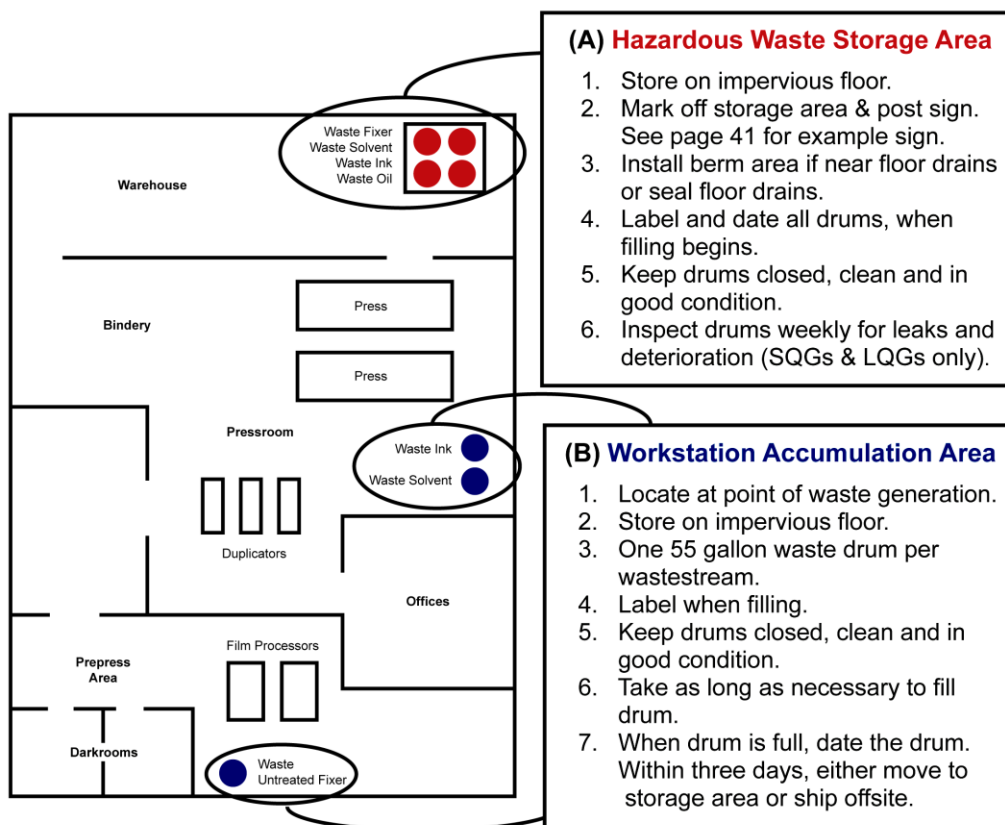 (A) Hazardous Waste Storage Area
1. Store on impervious floor.
2. Mark off storage area & post sign.
See page 41 for example sign.
3. Install berm area if near floor drains
or seal floor drains.
4. Label and date all drums, when
filling begins.
5. Keep drums closed, clean and in
good condition.
6. Inspect drums weekly for leaks and
deterioration (SQGs & LQGs only).
Waste Fixer
Waste Solvent
Waste Ink
Waste Oil
Warehouse
Bindery
Press
Press
Pressroom
Waste Ink
Waste Solvent
Duplicators
Offices
Film Processors
Prepress
Area
Darkrooms
Waste
Untreated Fixer
(B) Workstation Accumulation Area
1. Locate at point of waste generation.
2. Store on impervious floor.
3. One 55 gallon waste drum per
wastestream.
4. Label when filling.
5. Keep drums closed, clean and in
good condition.
6. Take as long as necessary to fill
drum.
7. When drum is full, date the drum.
Within three days, either move to
storage area or ship offsite.